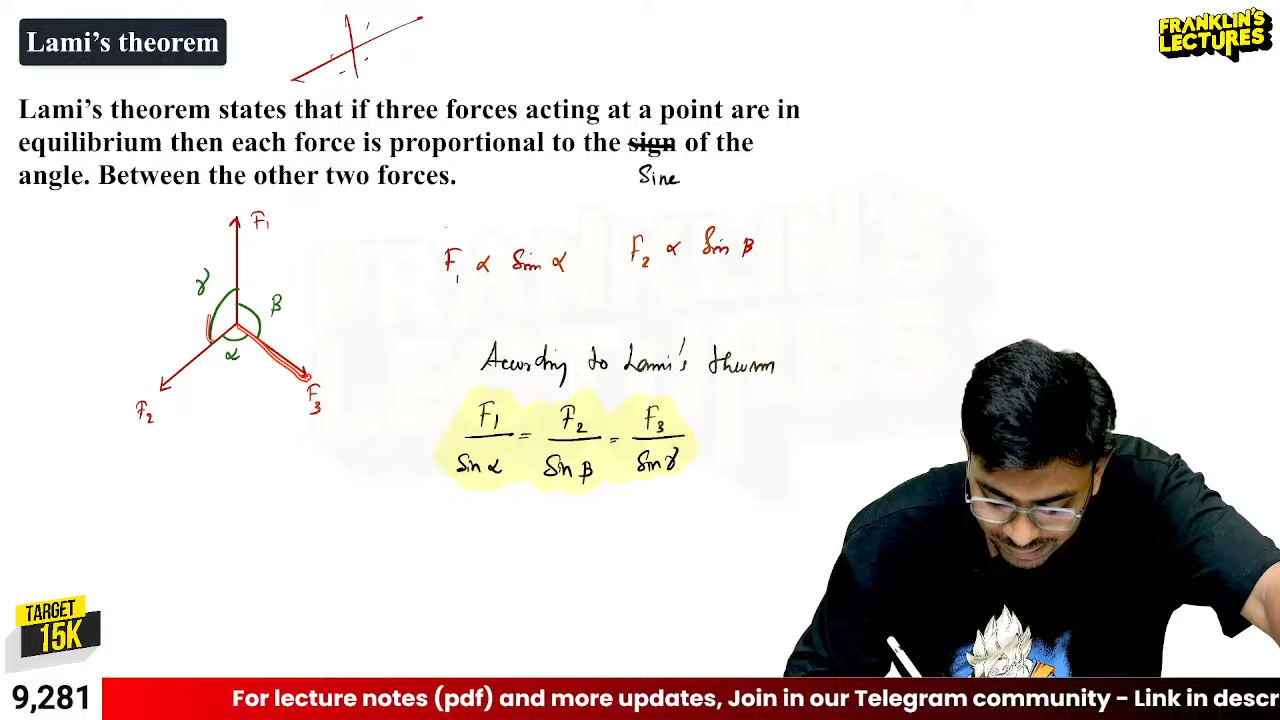 Lami's theorem
FRANKLIN'S
LECTURES
Lami's theorem states that if three forces acting at a point are in
equilibrium then each force is proportional to the sign of the
Sine
angle. Between the other two forces.
F₁
γ
β
α
F₂
F₃
F₁ ∝ Sin α
F₂ ∝ Sin β
According to Lami's theorem
F₁ / sin α = F₂ / Sin β = F₃ / Sin γ
FRANKLIN'S
LECTURES
TARGET
15K
9,281
For lecture notes (pdf) and more updates, Join in our Telegram community - Link in descr